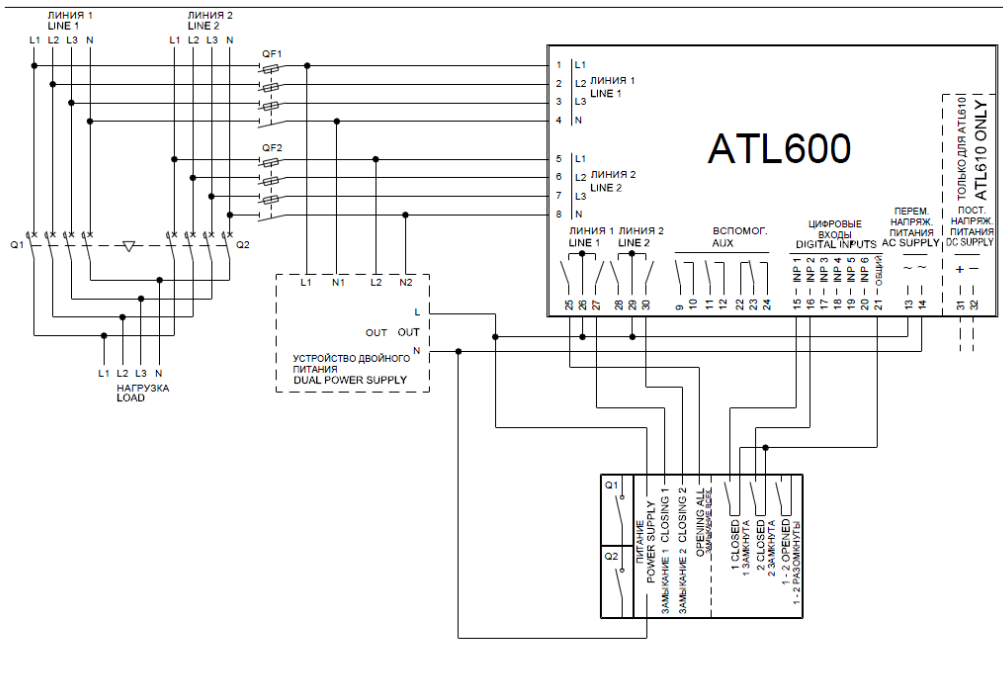 ЛИНИЯ 1
LINE 1
L1 L2 L3 N
ЛИНИЯ 2
LINE 2
L1 L2 L3 N
QF1
QF2
Q1
Q2
L1 L2 L3 N
НАГРУЗКА
LOAD
L1 N1 L2 N2
L
OUT OUT
N
УСТРОЙСТВО ДВОЙНОГО
ПИТАНИЯ
DUAL POWER SUPPLY
ATL600
1 L1
2 L2
3 L3
4 N
ЛИНИЯ 1
LINE 1
5 L1
6 L2
7 L3
8 N
ЛИНИЯ 2
LINE 2
ЛИНИЯ 1
LINE 1
25 26 27
ЛИНИЯ 2
LINE 2
28 29 30
ВСПОМОГ.
AUX
9 10 11 12 22 23 24
ЦИФРОВЫЕ
ВХОДЫ
DIGITAL INPUTS
15 INP 1
16 INP 2
17 INP 3
18 INP 4
19 INP 5
20 INP 6
21 ОБЩИЙ
ПЕРЕМ.
НАПРЯЖ.
ПИТАНИЯ
AC SUPPLY
~ ~
13 14
ТОЛЬКО ДЛЯ ATL610
ATL610 ONLY
ПОСТ.
НАПРЯЖ.
ПИТАНИЯ
DC SUPPLY
+ –
31 32
Q1
Q2
ПИТАНИЕ
POWER SUPPLY
ЗАМЫКАНИЕ 1 CLOSING 1
ЗАМЫКАНИЕ 2 CLOSING 2
OPENING ALL
ЗАМЫКАНИЕ ВСЕХ
1 CLOSED
1 ЗАМКНУТА
2 CLOSED
2 ЗАМКНУТА
1 - 2 OPENED
1 - 2 РАЗОМКНУТЫ